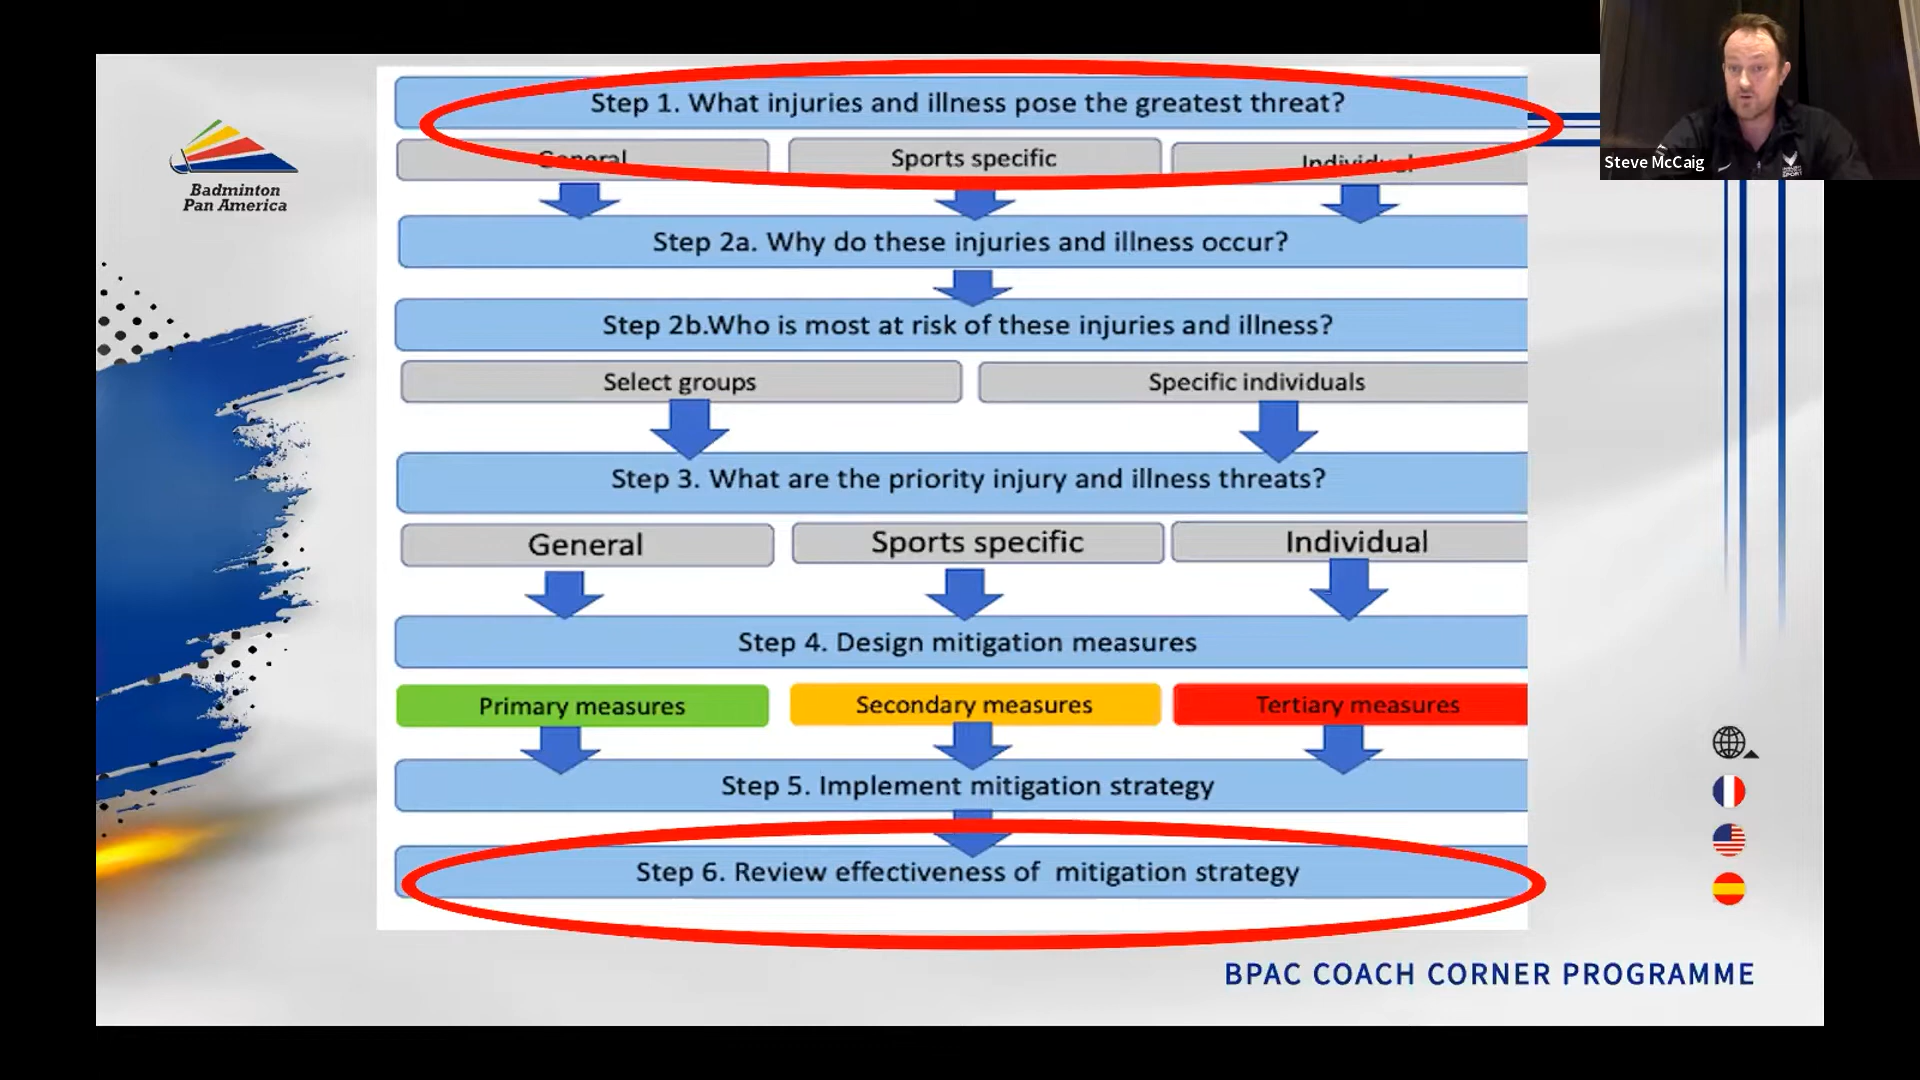 Step 1. What injuries and illness pose the greatest threat?
General
Sports specific
Individual
Step 2a. Why do these injuries and illness occur?
Step 2b.Who is most at risk of these injuries and illness?
Select groups
Specific individuals
Step 3. What are the priority injury and illness threats?
General
Sports specific
Individual
Step 4. Design mitigation measures
Primary measures
Secondary measures
Tertiary measures
Step 5. Implement mitigation strategy
Step 6. Review effectiveness of mitigation strategy
Badminton
Pan America
Steve McCaig
BPAC COACH CORNER PROGRAMME